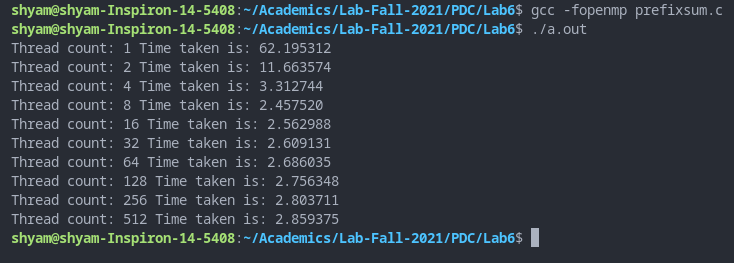 shyam@shyam-Inspiron-14-5408:~/Academics/Lab-Fall-2021/PDC/Lab6$ gcc -fopenmp prefixsum.c
shyam@shyam-Inspiron-14-5408:~/Academics/Lab-Fall-2021/PDC/Lab6$ ./a.out
Thread count: 1 Time taken is: 62.195312
Thread count: 2 Time taken is: 11.663574
Thread count: 4 Time taken is: 3.312744
Thread count: 8 Time taken is: 2.457520
Thread count: 16 Time taken is: 2.562988
Thread count: 32 Time taken is: 2.609131
Thread count: 64 Time taken is: 2.686035
Thread count: 128 Time taken is: 2.756348
Thread count: 256 Time taken is: 2.803711
Thread count: 512 Time taken is: 2.859375
shyam@shyam-Inspiron-14-5408:~/Academics/Lab-Fall-2021/PDC/Lab6$